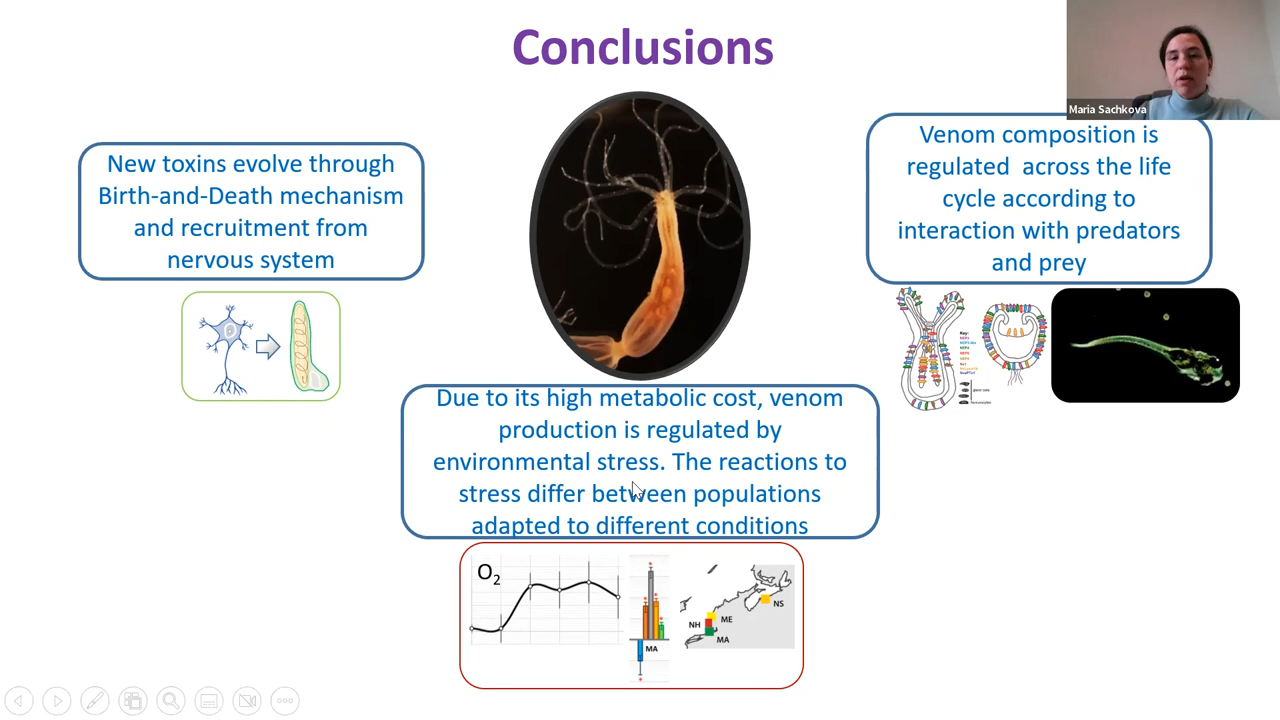 Conclusions
Maria Sachkova
New toxins evolve through
Birth-and-Death mechanism
and recruitment from
nervous system
Venom composition is
regulated across the life
cycle according to
interaction with predators
and prey
Key:
Due to its high metabolic cost, venom
production is regulated by
environmental stress. The reactions to
stress differ between populations
adapted to different conditions
O2
MA
NS
ME
NH
MA